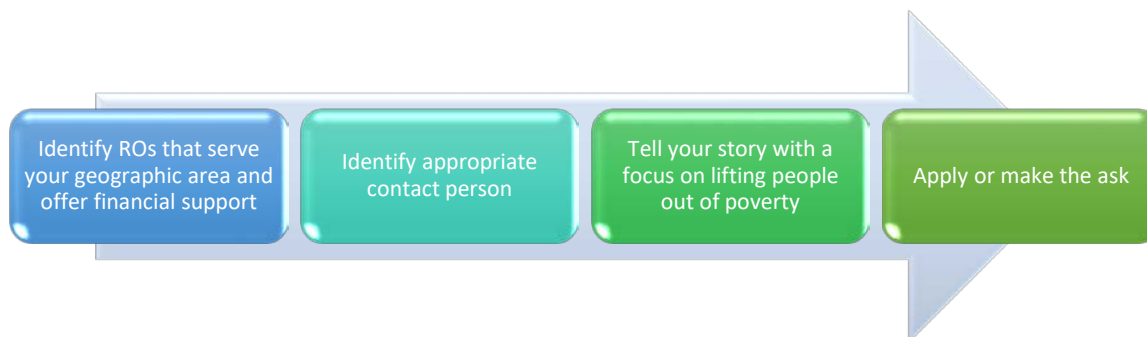 Identify ROs that serve
your geographic area and
offer financial support
Identify appropriate
contact person
Tell your story with a
focus on lifting people
out of poverty
Apply or make the ask